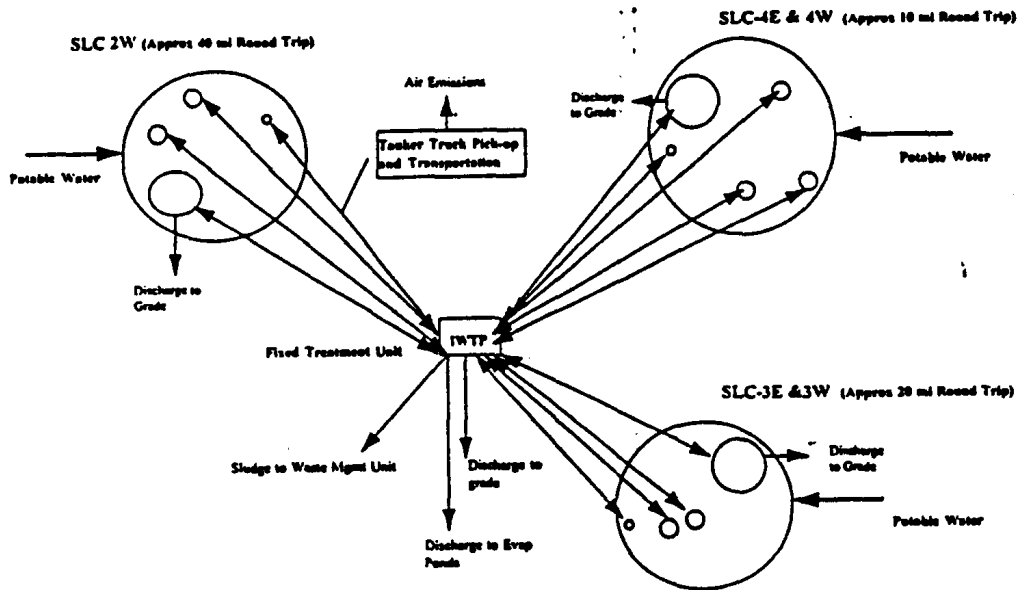 SLC 2W (Approx 40 mi Round Trip)
Potable Water
Discharge to
Grade
Air Emissions
Tanker Truck Pick-up
and Transportation
SLC-4E & 4W (Approx 10 mi Round Trip)
Discharge
to Grade
Potable Water
Fixed Treatment Unit
IWTP
Sludge to Waste Mgmt Unit
Discharge to
grade
Discharge to Evap
Ponds
SLC-3E &3W (Approx 20 mi Round Trip)
Discharge
to Grade
Potable Water